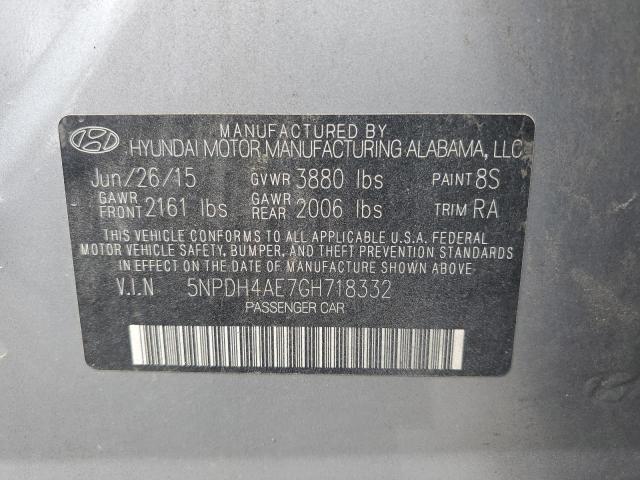 MANUFACTURED BY
HYUNDAI MOTOR MANUFACTURING ALABAMA, LLC
Jun/26/15 GVWR 3880 lbs PAINT 8S
GAWR FRONT 2161 lbs GAWR REAR 2006 lbs TRIM RA
THIS VEHICLE CONFORMS TO ALL APPLICABLE U.S.A. FEDERAL
MOTOR VEHICLE SAFETY, BUMPER, AND THEFT PREVENTION STANDARDS
IN EFFECT ON THE DATE OF MANUFACTURE SHOWN ABOVE.
V.I.N 5NPDH4AE7GH718332
PASSENGER CAR